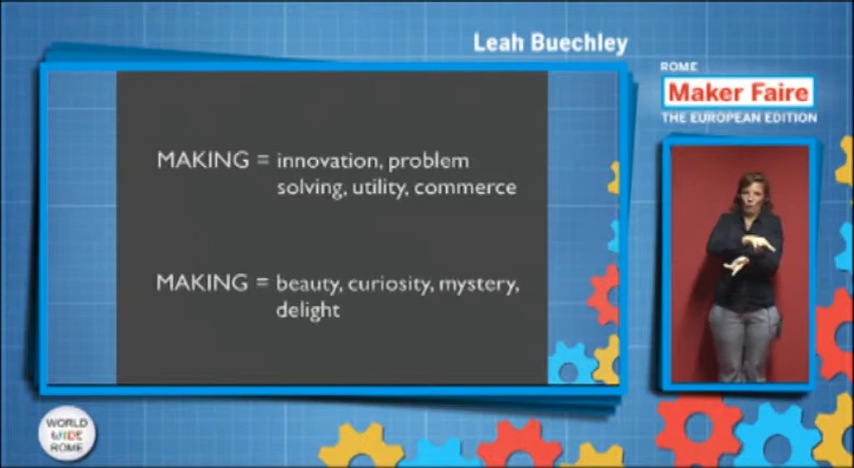 Leah Buechley
ROME
Maker Faire
THE EUROPEAN EDITION
MAKING = innovation, problem
solving, utility, commerce
MAKING = beauty, curiosity, mystery,
delight
WORLD
WIDE
ROME